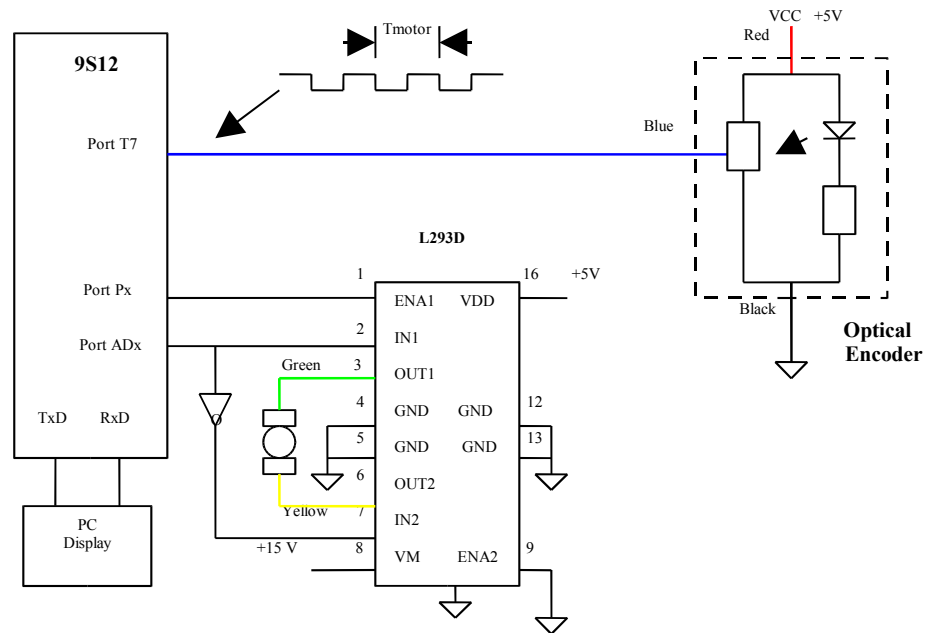 Tmotor
VCC +5V
Red
9S12
Port T7
Blue
L293D
1
16
+5V
Port Px
ENA1 VDD
Black
2
Port ADx
IN1
Optical
Encoder
Green
3
OUT1
4
12
TxD RxD
GND GND
5
13
GND GND
6
OUT2
Yellow
7
IN2
PC
Display
+15 V
8
9
VM ENA2